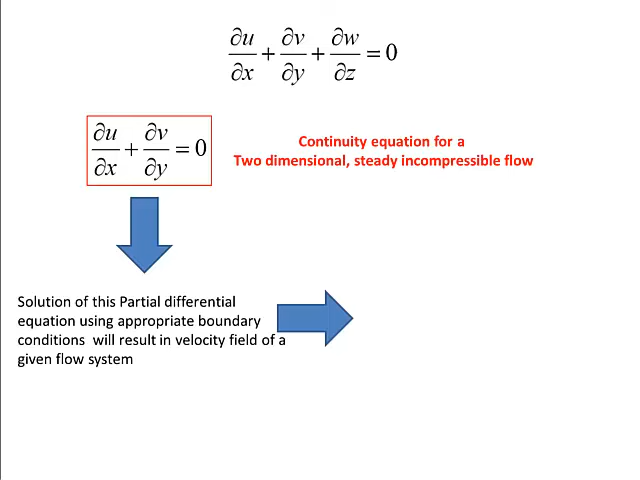 ∂u/∂x + ∂v/∂y + ∂w/∂z = 0
∂u/∂x + ∂v/∂y = 0
Continuity equation for a
Two dimensional, steady incompressible flow
Solution of this Partial differential
equation using appropriate boundary
conditions will result in velocity field of a
given flow system